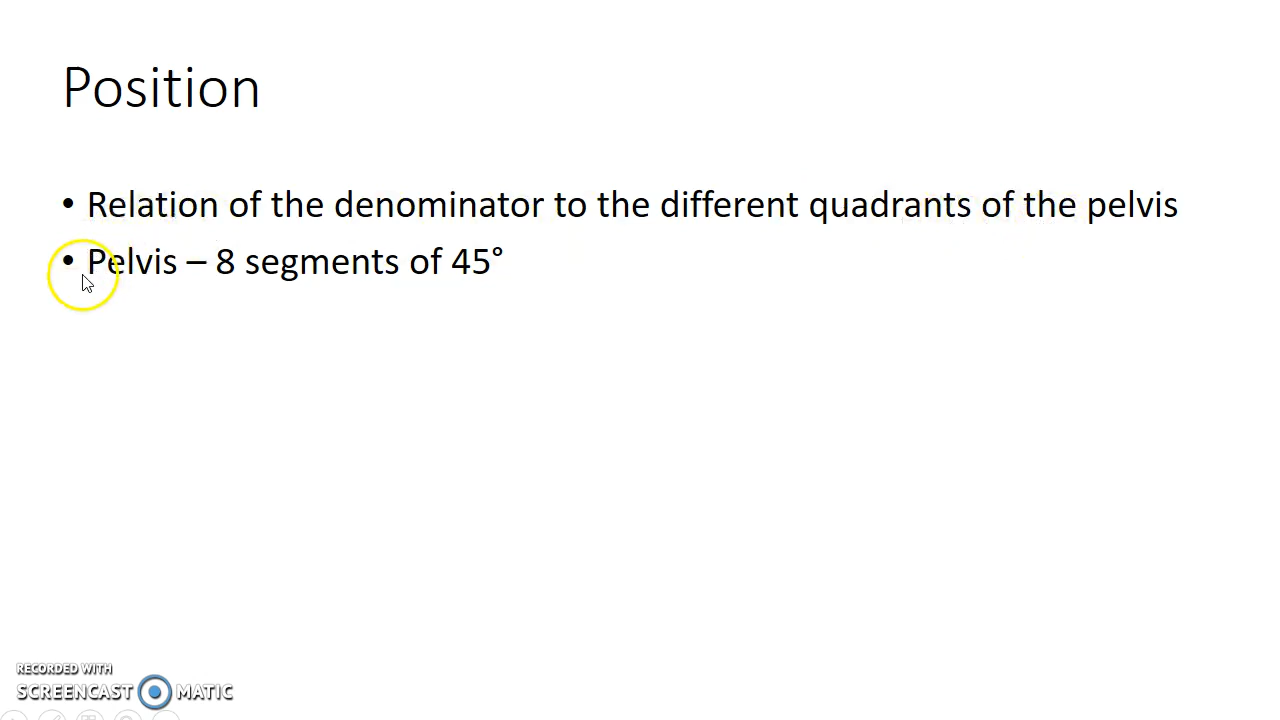 Position
• Relation of the denominator to the different quadrants of the pelvis
• Pelvis – 8 segments of 45°
RECORDED WITH
SCREENCAST MATIC